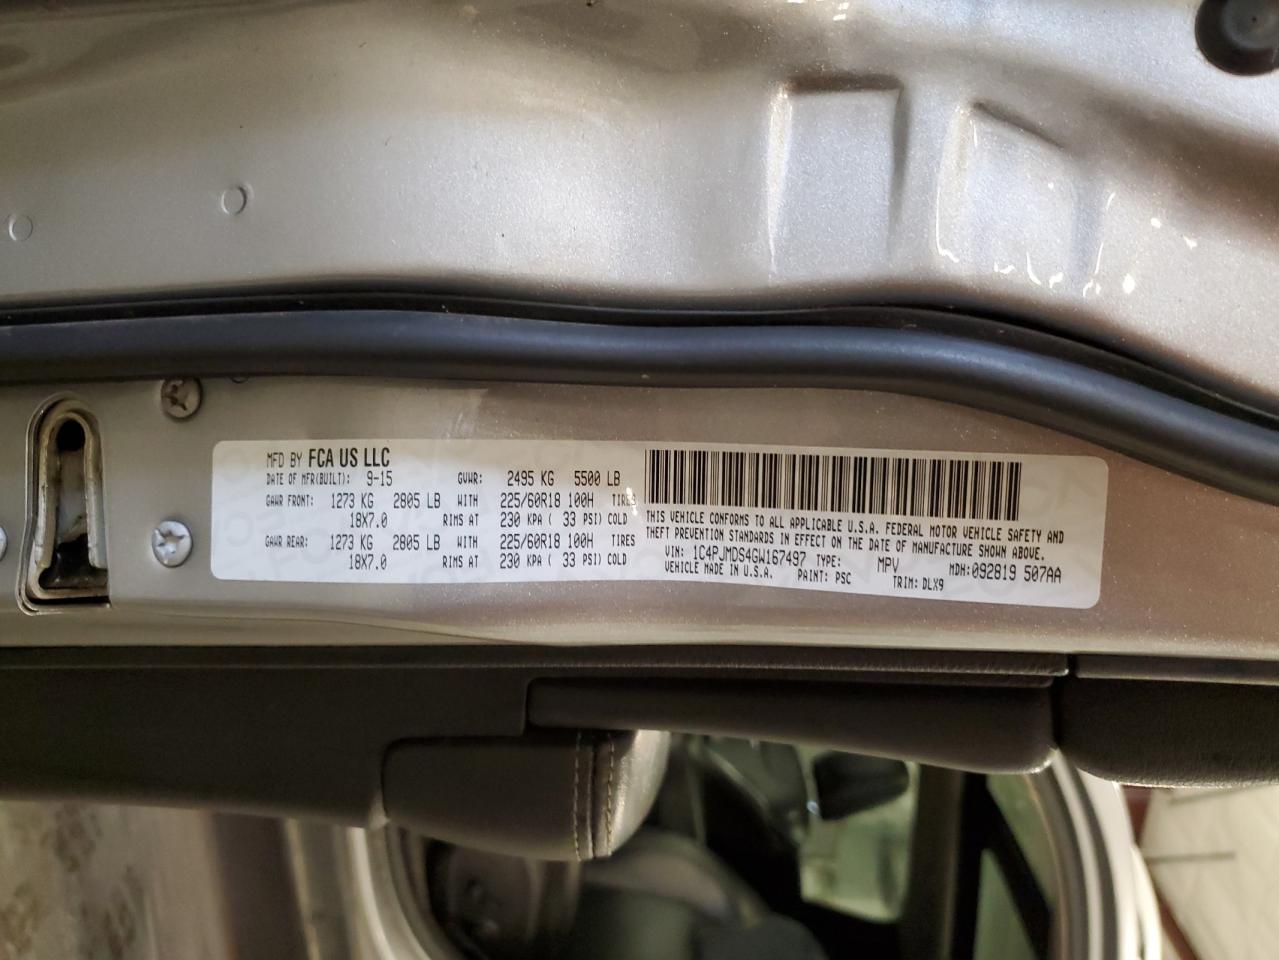 MFD BY FCA US LLC
DATE OF MFR(BUILT): 9-15 GVWR: 2495 KG 5500 LB
GAWR FRONT: 1273 KG 2805 LB WITH 225/60R18 100H TIRES
18X7.0 RIMS AT 230 KPA ( 33 PSI) COLD
GAWR REAR: 1273 KG 2805 LB WITH 225/60R18 100H TIRES
18X7.0 RIMS AT 230 KPA ( 33 PSI) COLD
THIS VEHICLE CONFORMS TO ALL APPLICABLE U.S.A. FEDERAL MOTOR VEHICLE SAFETY AND
THEFT PREVENTION STANDARDS IN EFFECT ON THE DATE OF MANUFACTURE SHOWN ABOVE.
VIN: 1C4PJMDS4GW167497 TYPE: MPV MDH:092819 507AA
VEHICLE MADE IN U.S.A. PAINT: PSC TRIM: DLX9